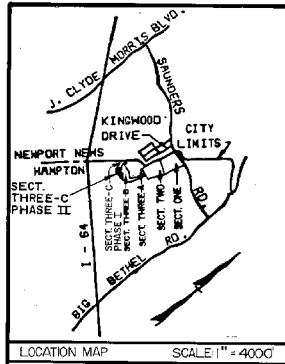 J. CLYDE MORRIS BLVD.
SAUNDERS
RD.
KINGWOOD
DRIVE
CITY
LIMITS
NEWPORT NEWS
HAMPTON
SECT.
THREE-C
PHASE II
SECT. THREE-C
PHASE I
SECT. THREE-B
SECT. THREE-A
SECT. TWO
SECT. ONE
I - 64
BIG BETHEL RD.
LOCATION MAP SCALE: 1" = 4000'